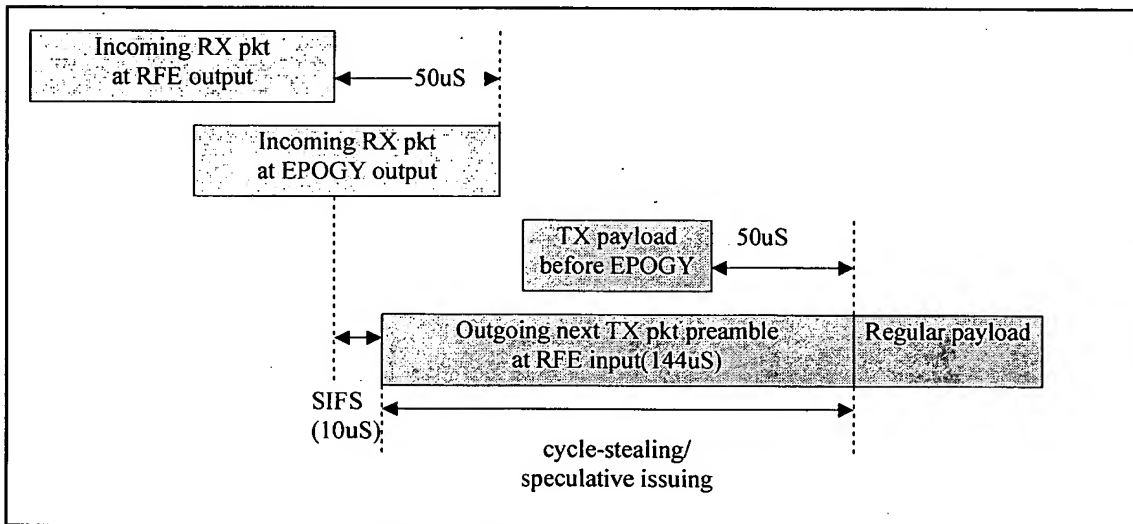 Incoming RX pkt
at RFE output
50uS
Incoming RX pkt
at EPOGY output
TX payload
before EPOGY
50uS
Outgoing next TX pkt preamble
at RFE input(144uS)
Regular payload
SIFS
(10uS)
cycle-stealing/
speculative issuing